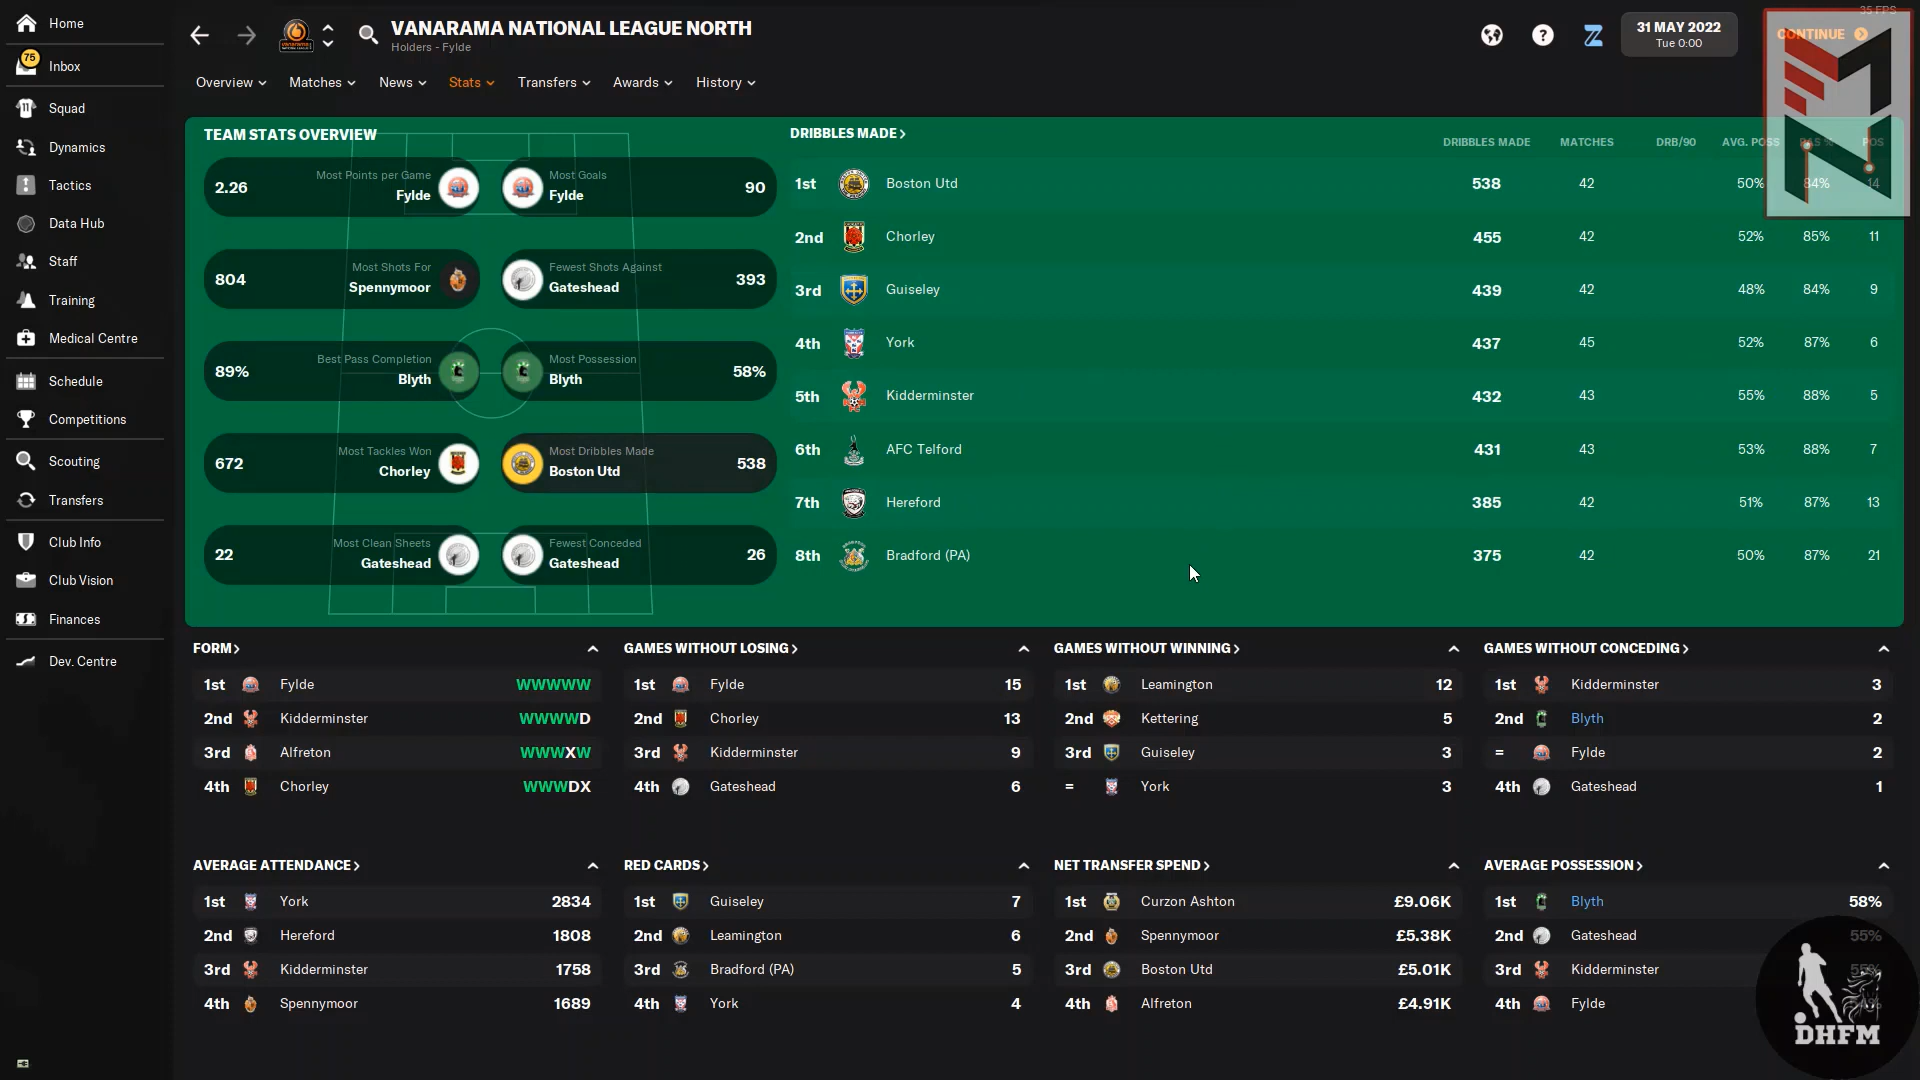 Home
Inbox
75
Squad
Dynamics
Tactics
Data Hub
Staff
Training
Medical Centre
Schedule
Competitions
Scouting
Transfers
Club Info
Club Vision
Finances
Dev. Centre
VANARAMA NATIONAL LEAGUE NORTH
Holders - Fylde
35 FPS
31 MAY 2022
Tue 0:00
CONTINUE
Overview Matches News Stats Transfers Awards History
TEAM STATS OVERVIEW
2.26 Most Points per Game Fylde
Most Goals Fylde 90
804 Most Shots For Spennymoor
Fewest Shots Against Gateshead 393
89% Best Pass Completion Blyth
Most Possession Blyth 58%
672 Most Tackles Won Chorley
Most Dribbles Made Boston Utd 538
22 Most Clean Sheets Gateshead
Fewest Conceded Gateshead 26
DRIBBLES MADE
DRIBBLES MADE MATCHES DRB/90 AVG. POSS PAS % POS
1st Boston Utd 538 42 50% 84% 14
2nd Chorley 455 42 52% 85% 11
3rd Guiseley 439 42 48% 84% 9
4th York 437 45 52% 87% 6
5th Kidderminster 432 43 55% 88% 5
6th AFC Telford 431 43 53% 88% 7
7th Hereford 385 42 51% 87% 13
8th Bradford (PA) 375 42 50% 87% 21
FORM
1st Fylde WWWWW
2nd Kidderminster WWWWD
3rd Alfreton WWWXW
4th Chorley WWWDX
GAMES WITHOUT LOSING
1st Fylde 15
2nd Chorley 13
3rd Kidderminster 9
4th Gateshead 6
GAMES WITHOUT WINNING
1st Leamington 12
2nd Kettering 5
3rd Guiseley 3
= York 3
GAMES WITHOUT CONCEDING
1st Kidderminster 3
2nd Blyth 2
= Fylde 2
4th Gateshead 1
AVERAGE ATTENDANCE
1st York 2834
2nd Hereford 1808
3rd Kidderminster 1758
4th Spennymoor 1689
RED CARDS
1st Guiseley 7
2nd Leamington 6
3rd Bradford (PA) 5
4th York 4
NET TRANSFER SPEND
1st Curzon Ashton £9.06K
2nd Spennymoor £5.38K
3rd Boston Utd £5.01K
4th Alfreton £4.91K
AVERAGE POSSESSION
1st Blyth 58%
2nd Gateshead 55%
3rd Kidderminster 55%
4th Fylde
DHFM